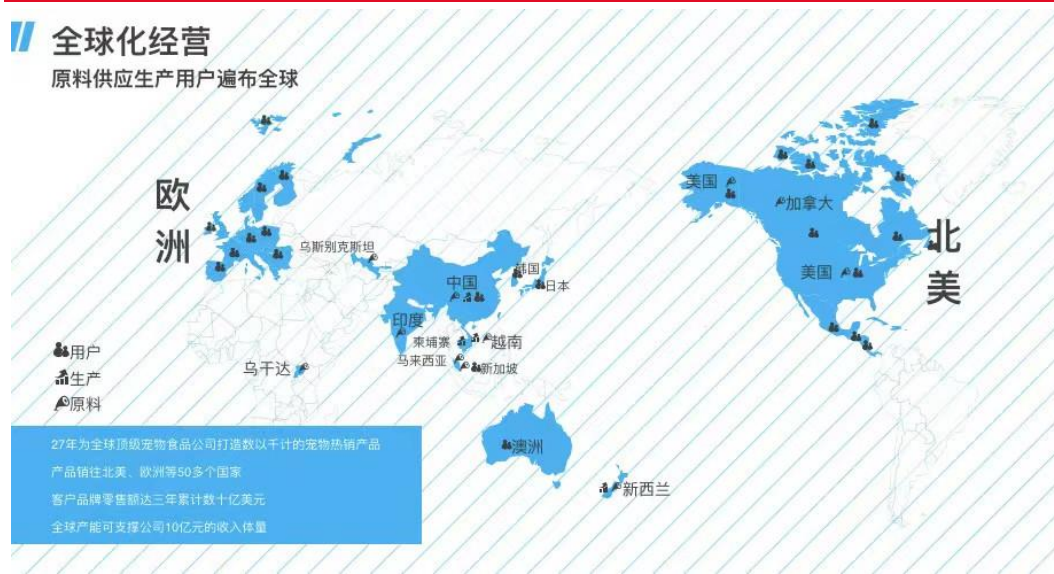 全球化经营
原料供应生产用户遍布全球
欧洲
北美
美国
加拿大
美国
乌斯别克斯坦
中国
韩国
日本
印度
柬埔寨
越南
马来西亚
新加坡
乌干达
澳洲
新西兰
用户
生产
原料
27年为全球顶级宠物食品公司打造数以千计的宠物热销产品
产品销往北美、欧洲等50多个国家
客户品牌零售额达三年累计数十亿美元
全球产能可支撑公司10亿元的收入体量